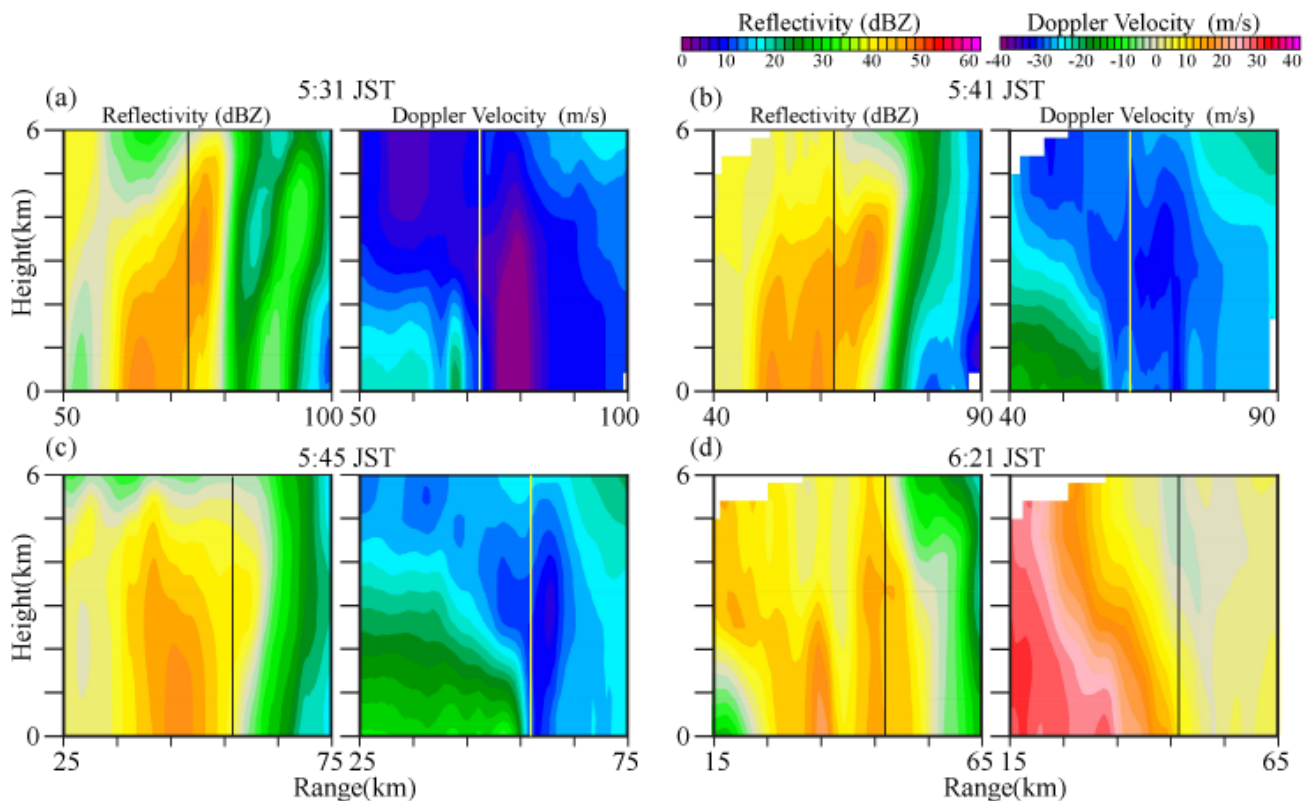 Reflectivity (dBZ) Doppler Velocity (m/s)
0 10 20 30 40 50 60 -40 -30 -20 -10 0 10 20 30 40
(a) 5:31 JST (b) 5:41 JST
Reflectivity (dBZ) Doppler Velocity (m/s) Reflectivity (dBZ) Doppler Velocity (m/s)
6 6
Height(km)
0 0
50 100 50 100 40 90 40 90
(c) 5:45 JST (d) 6:21 JST
6 6
Height(km)
0 0
25 75 25 75 15 65 15 65
Range(km) Range(km)